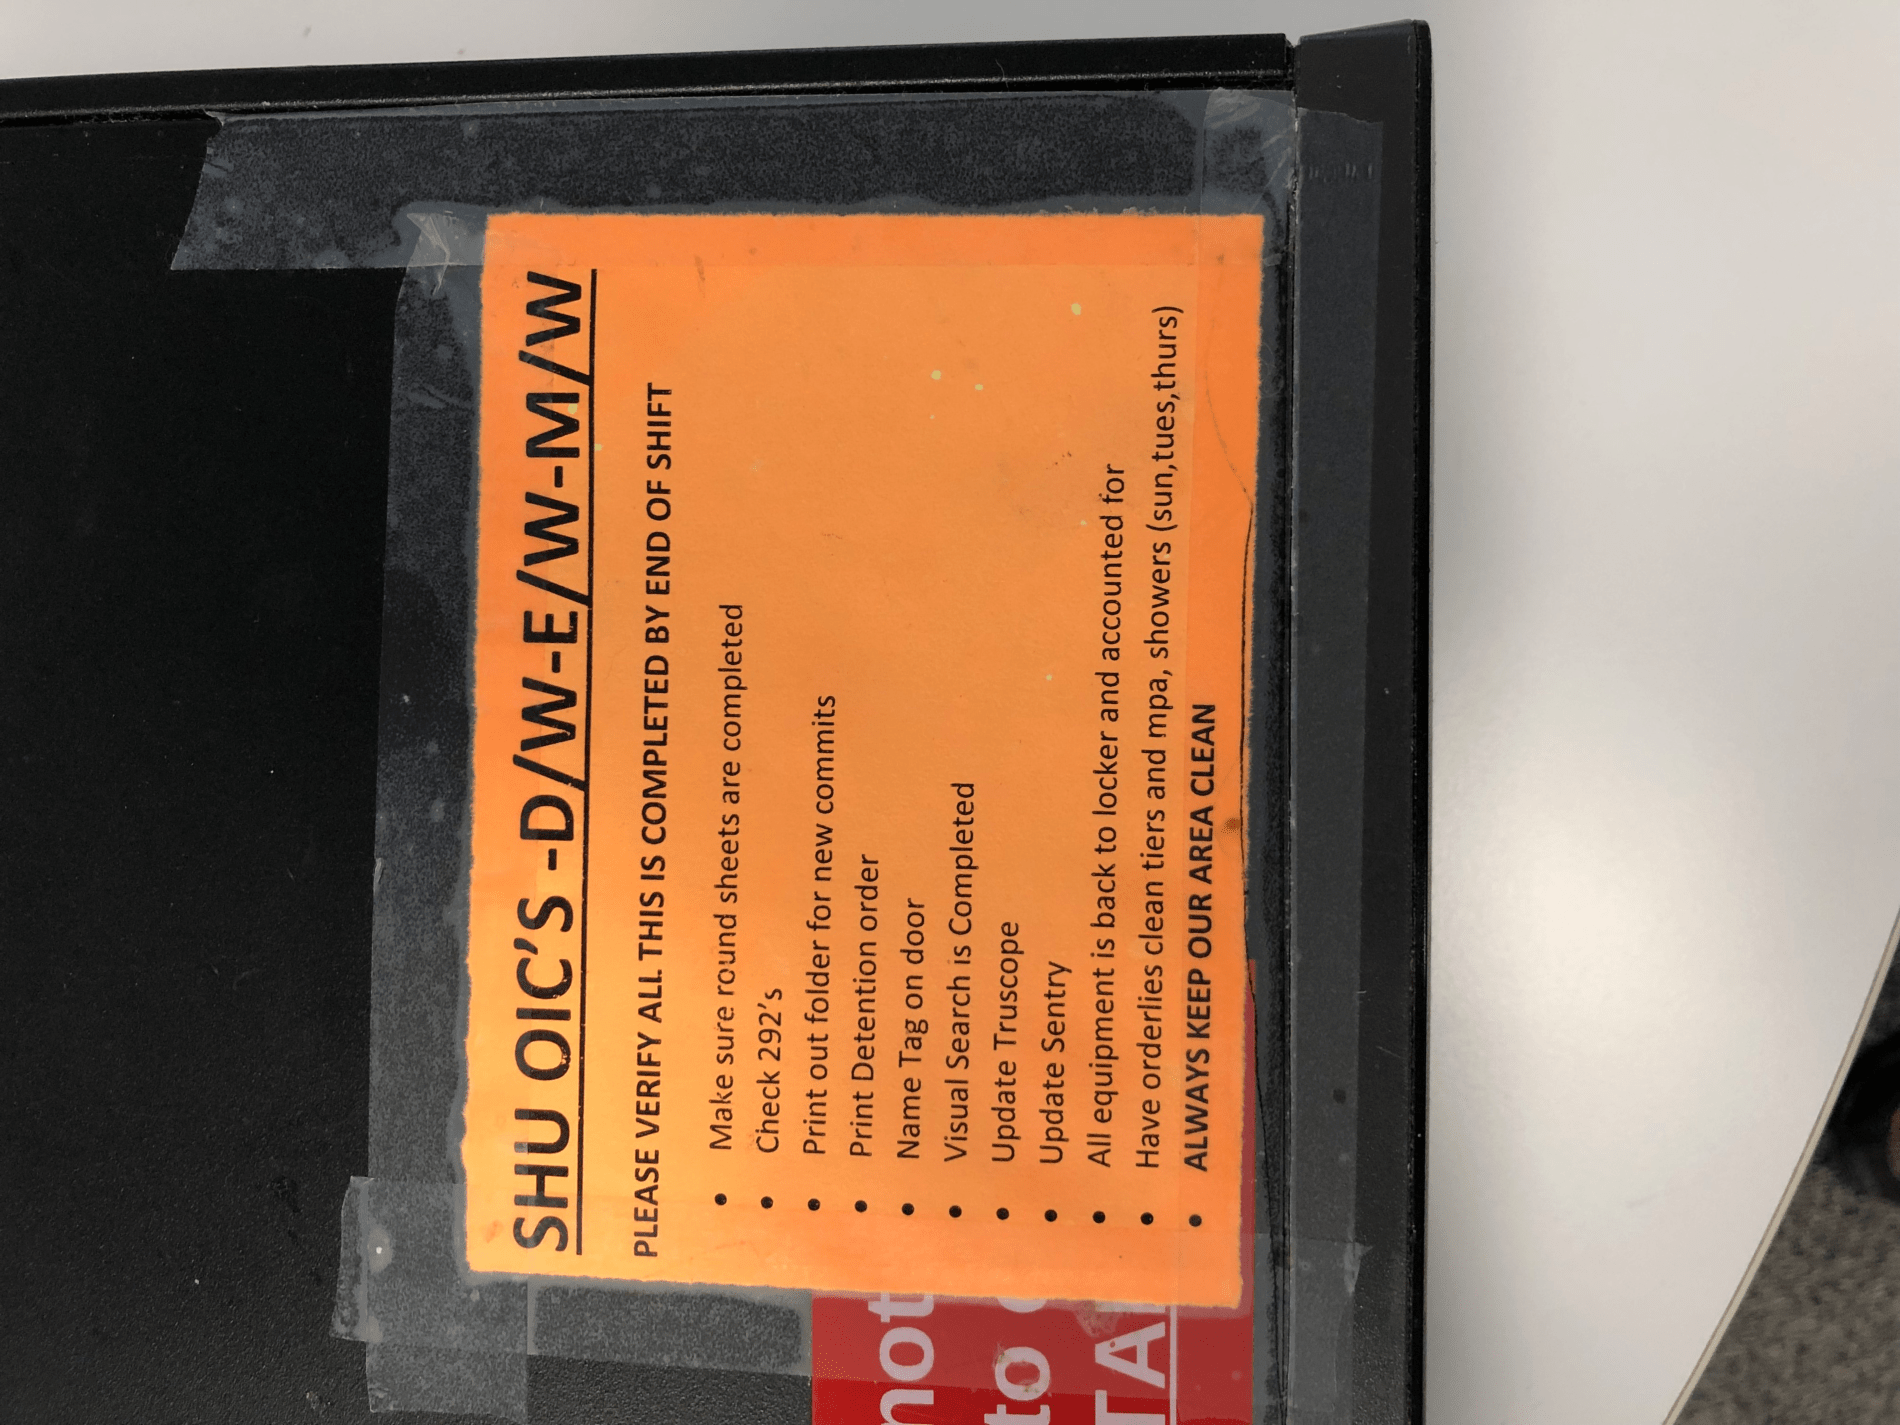 SHU OIC'S -D/W-E/W-M/W
PLEASE VERIFY ALL THIS IS COMPLETED BY END OF SHIFT
• Make sure round sheets are completed
• Check 292's
• Print out folder for new commits
• Print Detention order
• Name Tag on door
• Visual Search is Completed
• Update Truscope
• Update Sentry
• All equipment is back to locker and accounted for
• Have orderlies clean tiers and mpa, showers (sun,tues,thurs)
• ALWAYS KEEP OUR AREA CLEAN
not
to